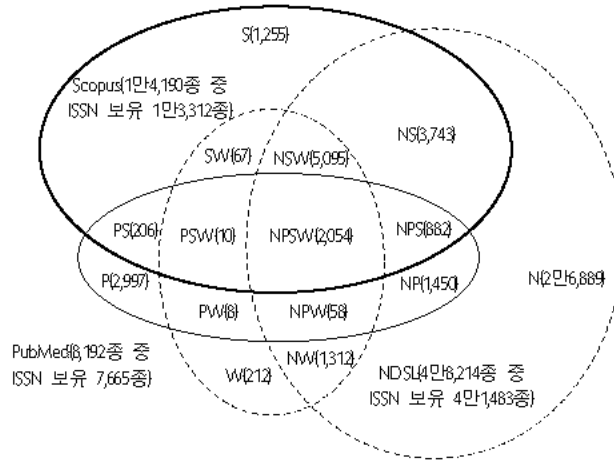 S(1,255)
Scopus(1만4,190종 중
ISSN 보유 1만3,312종)
NS(3,743)
SW(67)
NSW(5,095)
PS(206)
PSW(10)
NPSW(2,054)
NPS(882)
P(2,997)
NP(1,450)
N(2만6,889)
PW(8)
NPW(58)
PubMed(8,192종 중
ISSN 보유 7,665종)
NW(1,312)
W(212)
NDSL(4만8,214종 중
ISSN 보유 4만1,483종)